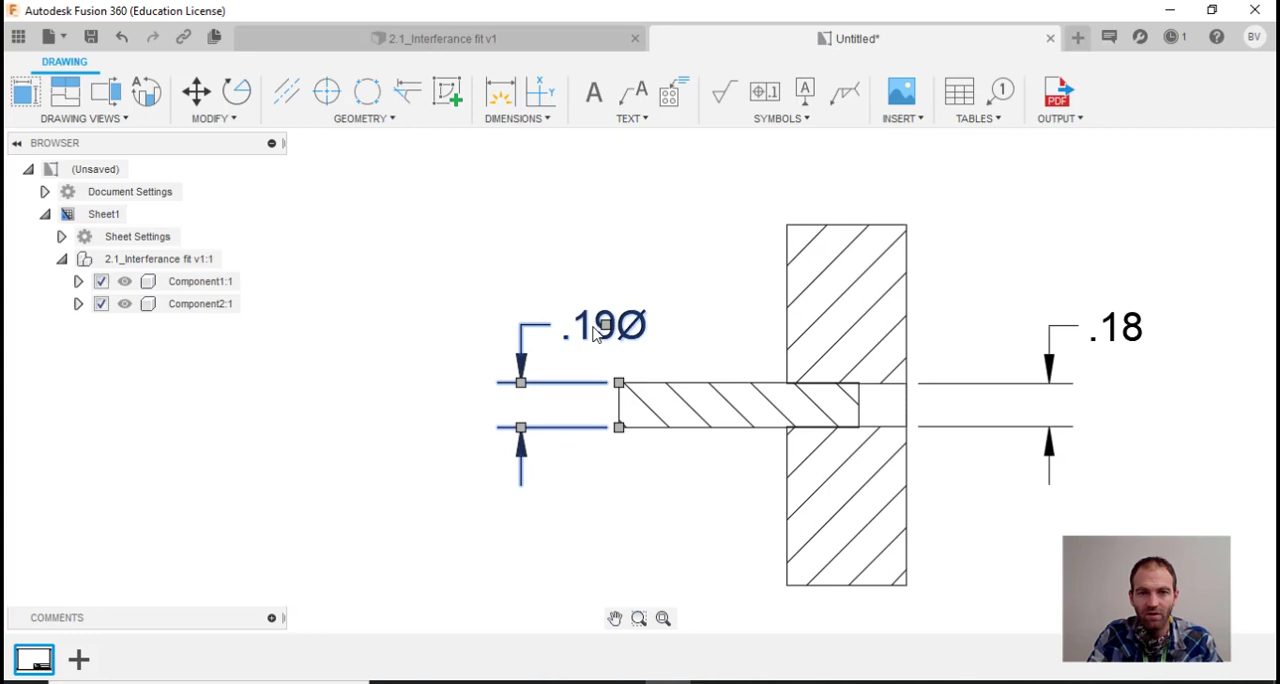 Autodesk Fusion 360 (Education License)
2.1_Interferance fit v1
Untitled*
1
BV
DRAWING
DRAWING VIEWS
MODIFY
GEOMETRY
DIMENSIONS
TEXT
SYMBOLS
INSERT
TABLES
OUTPUT
BROWSER
(Unsaved)
Document Settings
Sheet1
Sheet Settings
2.1_Interferance fit v1:1
Component1:1
Component2:1
.19Ø
.18
COMMENTS